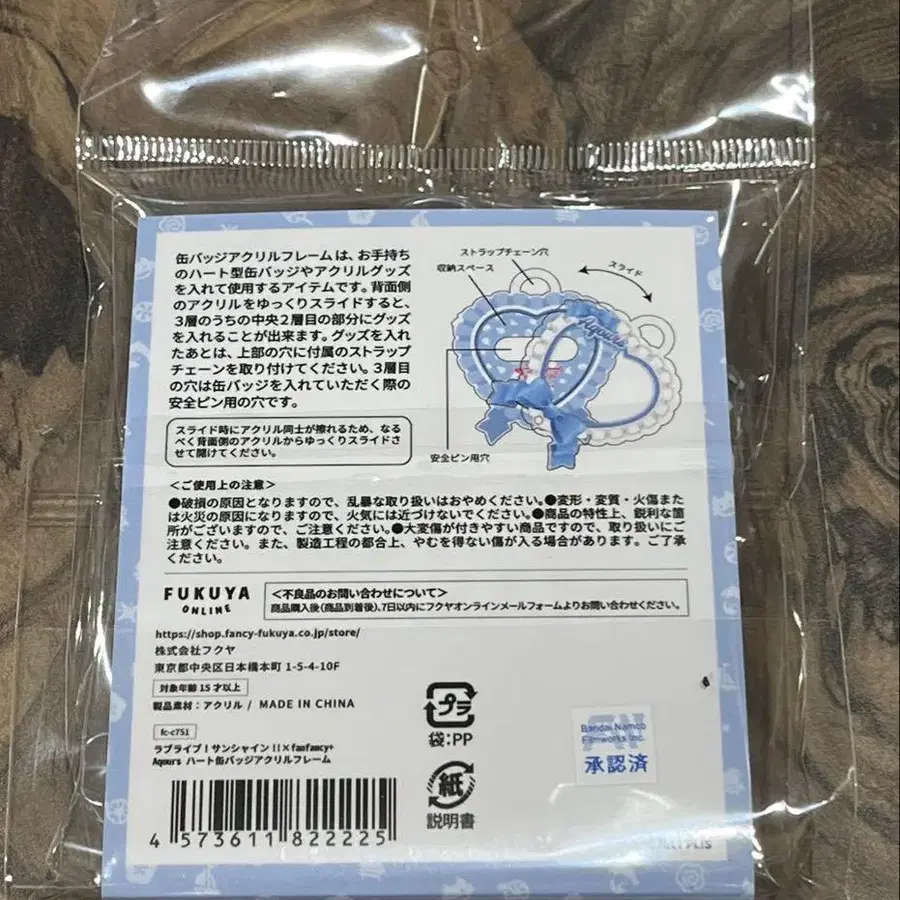 缶バッジアクリルフレームは、お手持ち
のハート型缶バッジやアクリルグッズ
を入れて使用するアイテムです。背面側
のアクリルをゆっくりスライドすると、
3層のうちの中央2層目の部分にグッズ
を入れることが出来ます。グッズを入れ
たあとは、上部の穴に付属のストラップ
チェーンを取り付けてください。3層目
の穴は缶バッジを入れていただく際の
安全ピン用の穴です。
ストラップチェーン穴
収納スペース
スライド
Aqours
安全ピン用穴
スライド時にアクリル同士が擦れるため、なる
べく背面側のアクリルからゆっくりスライドさ
せて開けてください。
＜ご使用上の注意＞
●破損の原因となりますので、乱暴な取り扱いはおやめください。●変形・変質・火傷また
は火災の原因になりますので、火気には近づけないでください。●商品の特性上、鋭利な箇
所がございますので、ご注意ください。●大変傷が付きやすい商品ですので、取り扱いにご
注意ください。また、製造工程の都合上、やむを得ない傷が入る場合があります。ご了承
ください。
FUKUYA
ONLINE
＜不良品のお問い合わせについて＞
商品購入後(商品到着後)、7日以内にフクヤオンラインメールフォームよりお問い合わせください。
https://shop.fancy-fukuya.co.jp/store/
株式会社フクヤ
東京都中央区日本橋本町 1-5-4-10F
対象年齢 15才以上
製品素材：アクリル / MADE IN CHINA
fc-c751
ラブライブ！サンシャイン!!×fanfancy+
Aqours ハート缶バッジアクリルフレーム
4 573611 822225
プラ
袋：PP
紙
説明書
Bandai Namco
Filmworks Inc.
承認済